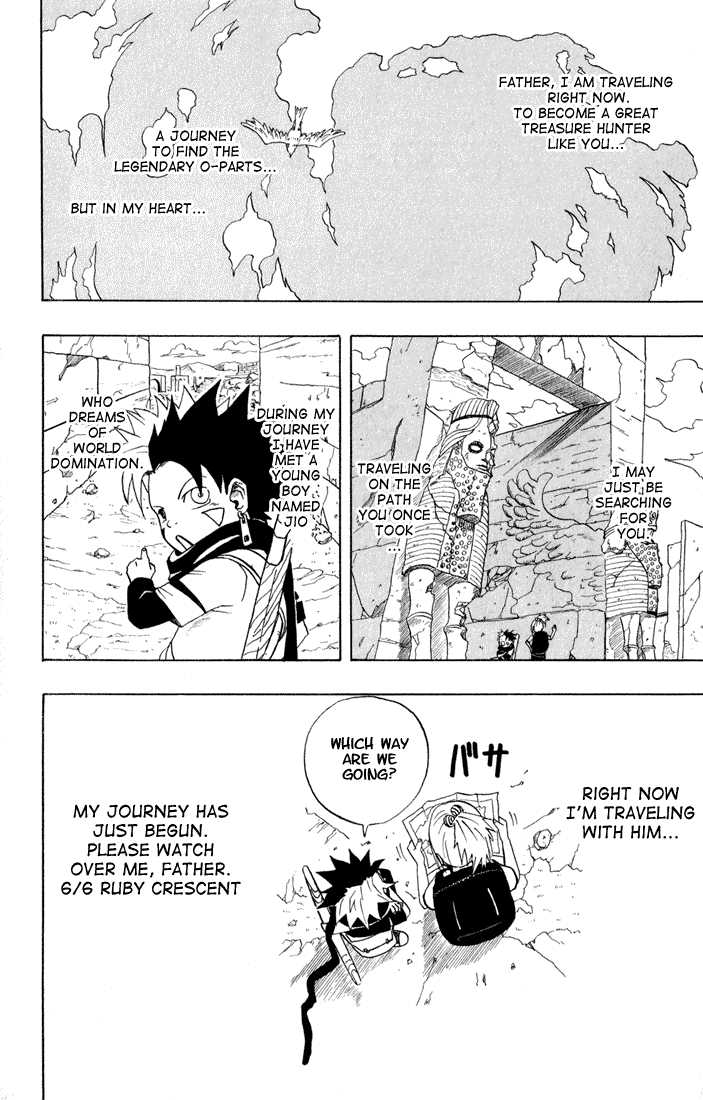 FATHER, I AM TRAVELING
RIGHT NOW.
TO BECOME A GREAT
TREASURE HUNTER
LIKE YOU...
A JOURNEY
TO FIND THE
LEGENDARY O-PARTS...
BUT IN MY HEART...
I MAY
JUST BE
SEARCHING
FOR
YOU?
TRAVELING
ON THE
PATH
YOU ONCE
TOOK
...
DURING MY
JOURNEY
I HAVE
MET A
YOUNG
BOY
NAMED
JIO
WHO
DREAMS
OF
WORLD
DOMINATION.
RIGHT NOW
I'M TRAVELING
WITH HIM...
バサ
WHICH WAY
ARE WE
GOING?
MY JOURNEY HAS
JUST BEGUN.
PLEASE WATCH
OVER ME, FATHER.
6/6 RUBY CRESCENT